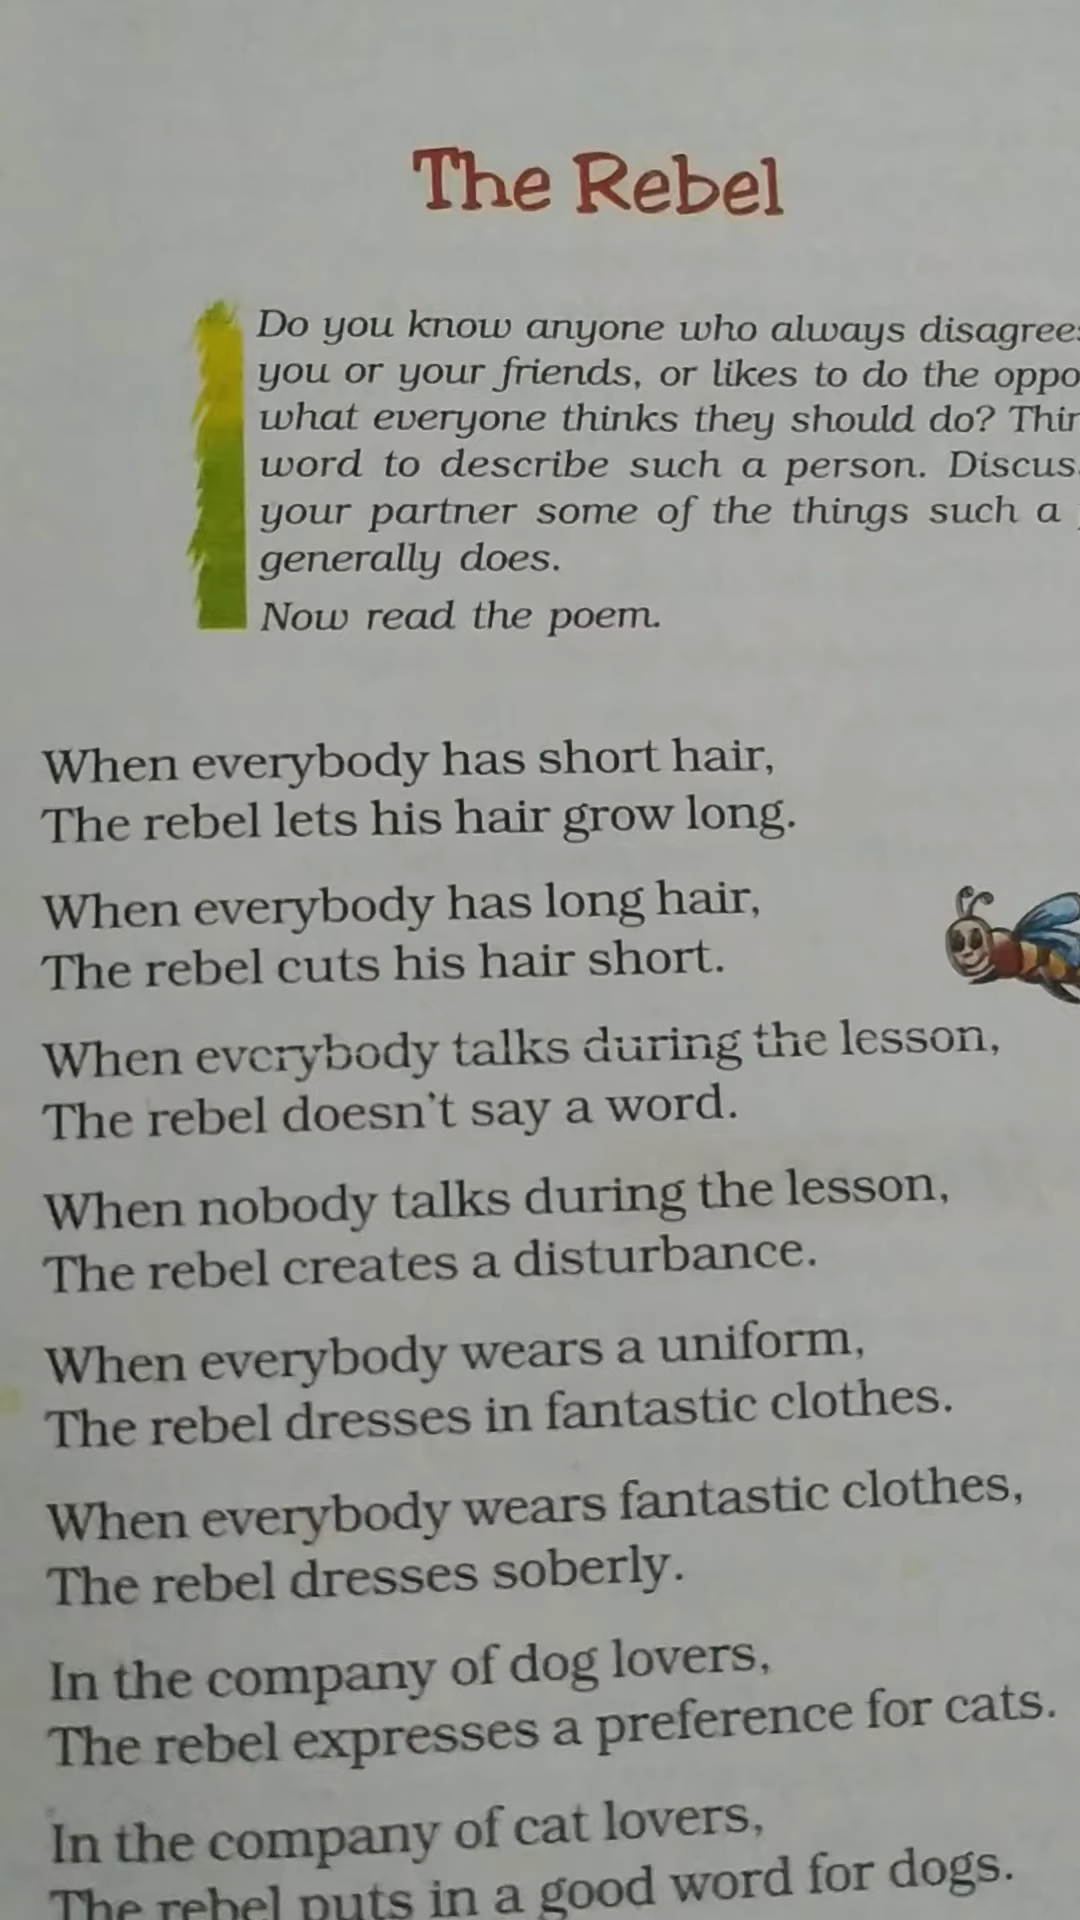 The Rebel
Do you know anyone who always disagrees
you or your friends, or likes to do the oppo
what everyone thinks they should do? Thin
word to describe such a person. Discus
your partner some of the things such a
generally does.
Now read the poem.
When everybody has short hair,
The rebel lets his hair grow long.
When everybody has long hair,
The rebel cuts his hair short.
When everybody talks during the lesson,
The rebel doesn't say a word.
When nobody talks during the lesson,
The rebel creates a disturbance.
When everybody wears a uniform,
The rebel dresses in fantastic clothes.
When everybody wears fantastic clothes,
The rebel dresses soberly.
In the company of dog lovers,
The rebel expresses a preference for cats.
In the company of cat lovers,
The rebel puts in a good word for dogs.